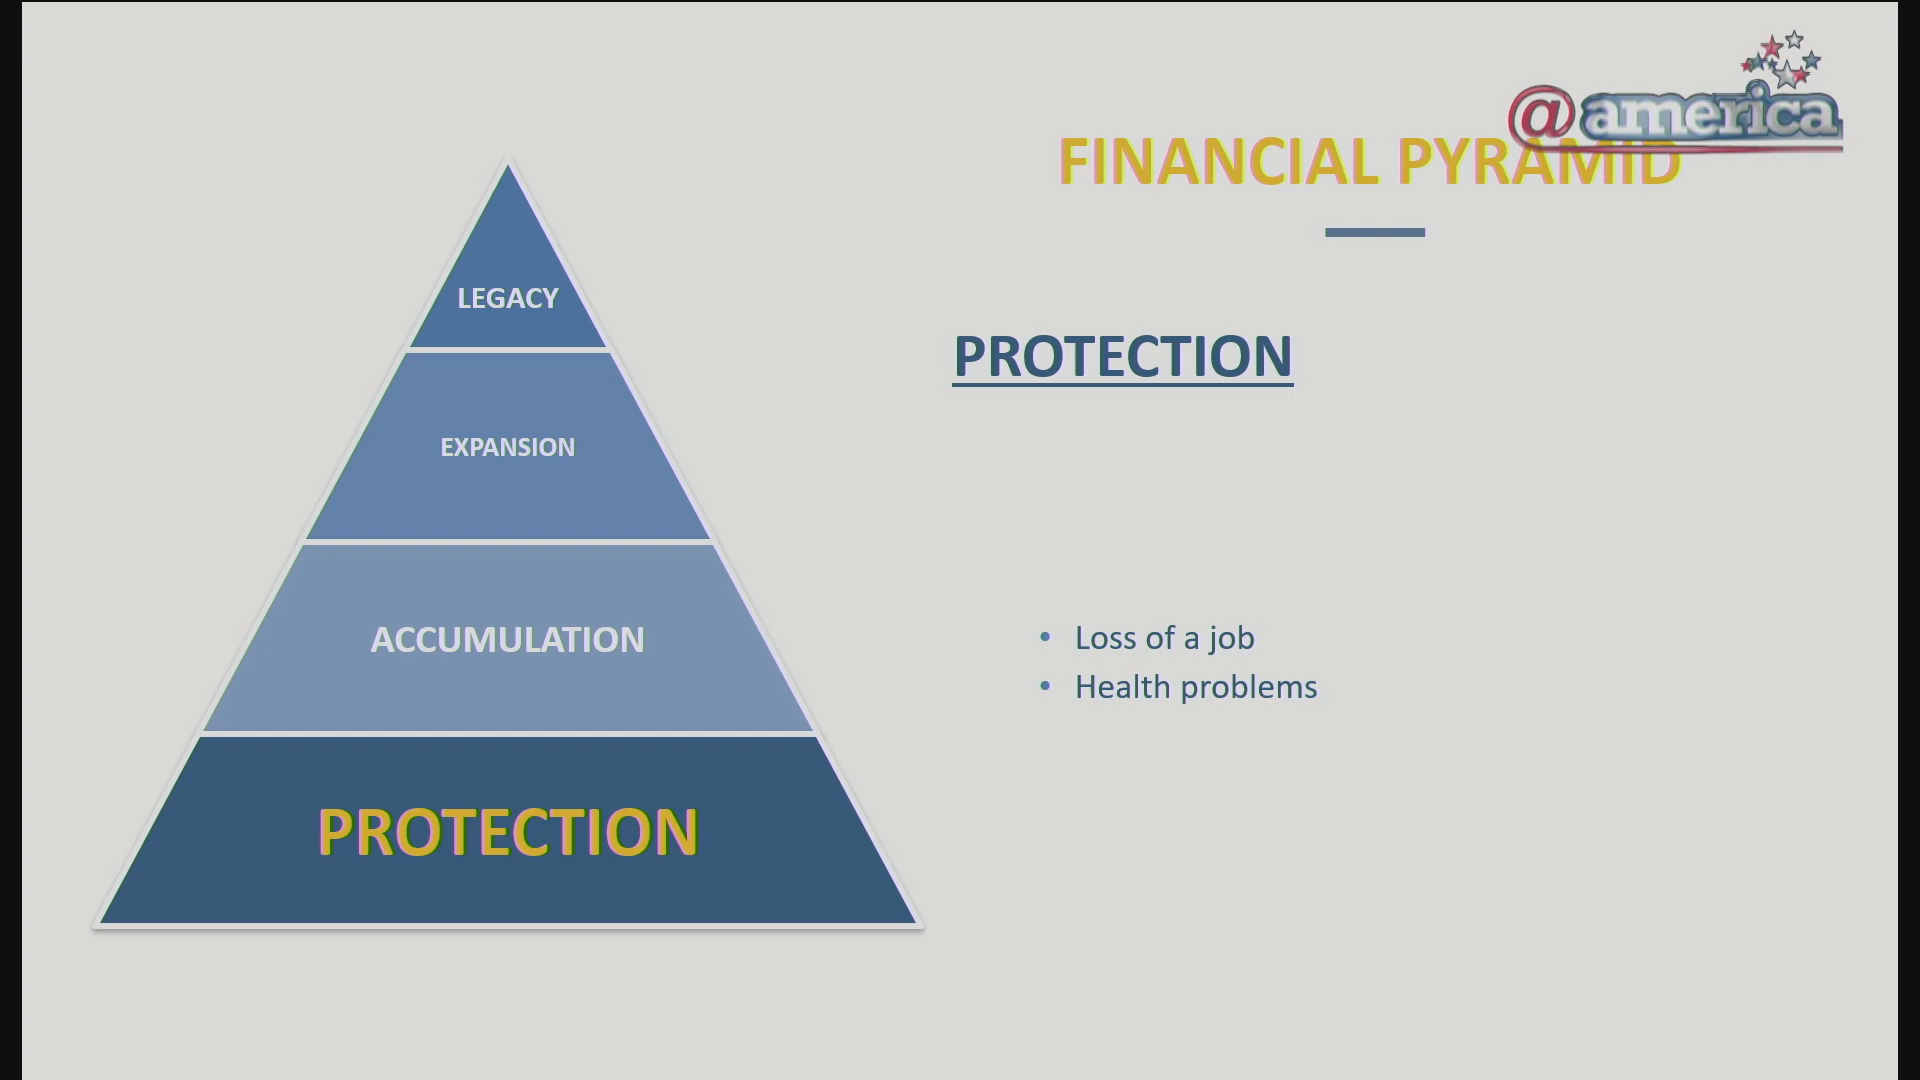 @america
FINANCIAL PYRAMID
LEGACY
EXPANSION
ACCUMULATION
PROTECTION
PROTECTION
• Loss of a job
• Health problems